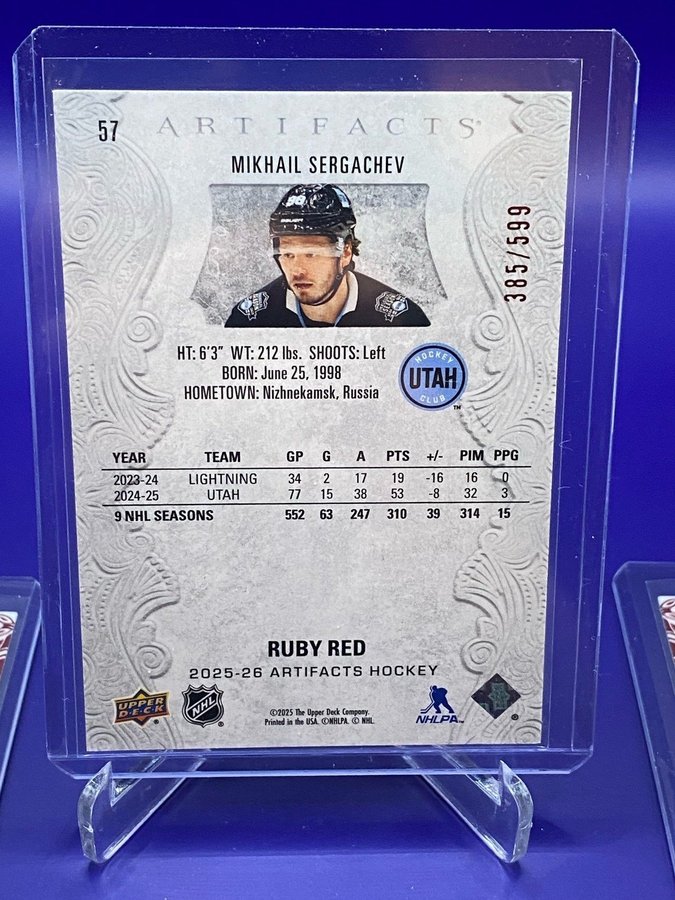 57
ARTIFACTS
MIKHAIL SERGACHEV
385/599
98
BAUER
HT: 6'3" WT: 212 lbs. SHOOTS: Left
BORN: June 25, 1998
HOMETOWN: Nizhnekamsk, Russia
HOCKEY
UTAH
CLUB
TM
YEAR TEAM GP G A PTS +/- PIM PPG
2023-24 LIGHTNING 34 2 17 19 -16 16 0
2024-25 UTAH 77 15 38 53 -8 32 3
9 NHL SEASONS 552 63 247 310 39 314 15
RUBY RED
2025-26 ARTIFACTS HOCKEY
UPPER DECK
NHL
©2025 The Upper Deck Company.
Printed in the USA. ©NHLPA. © NHL.
NHLPA
®